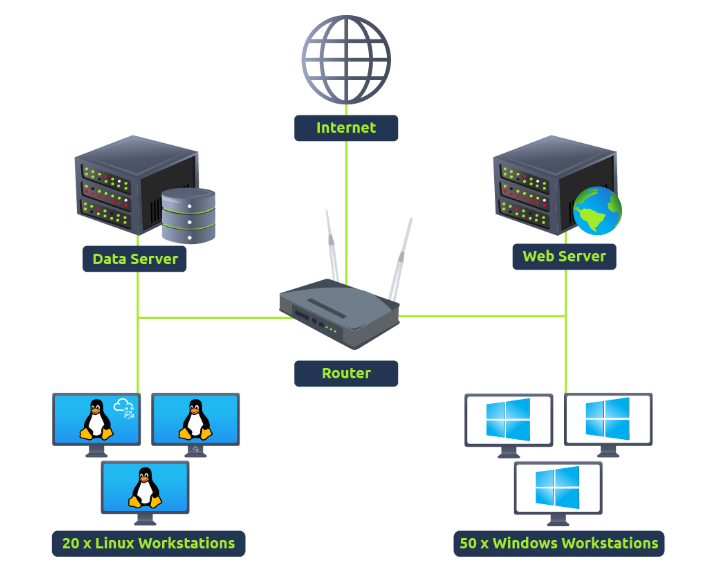 Internet
Data Server
Web Server
Router
20 x Linux Workstations
50 x Windows Workstations